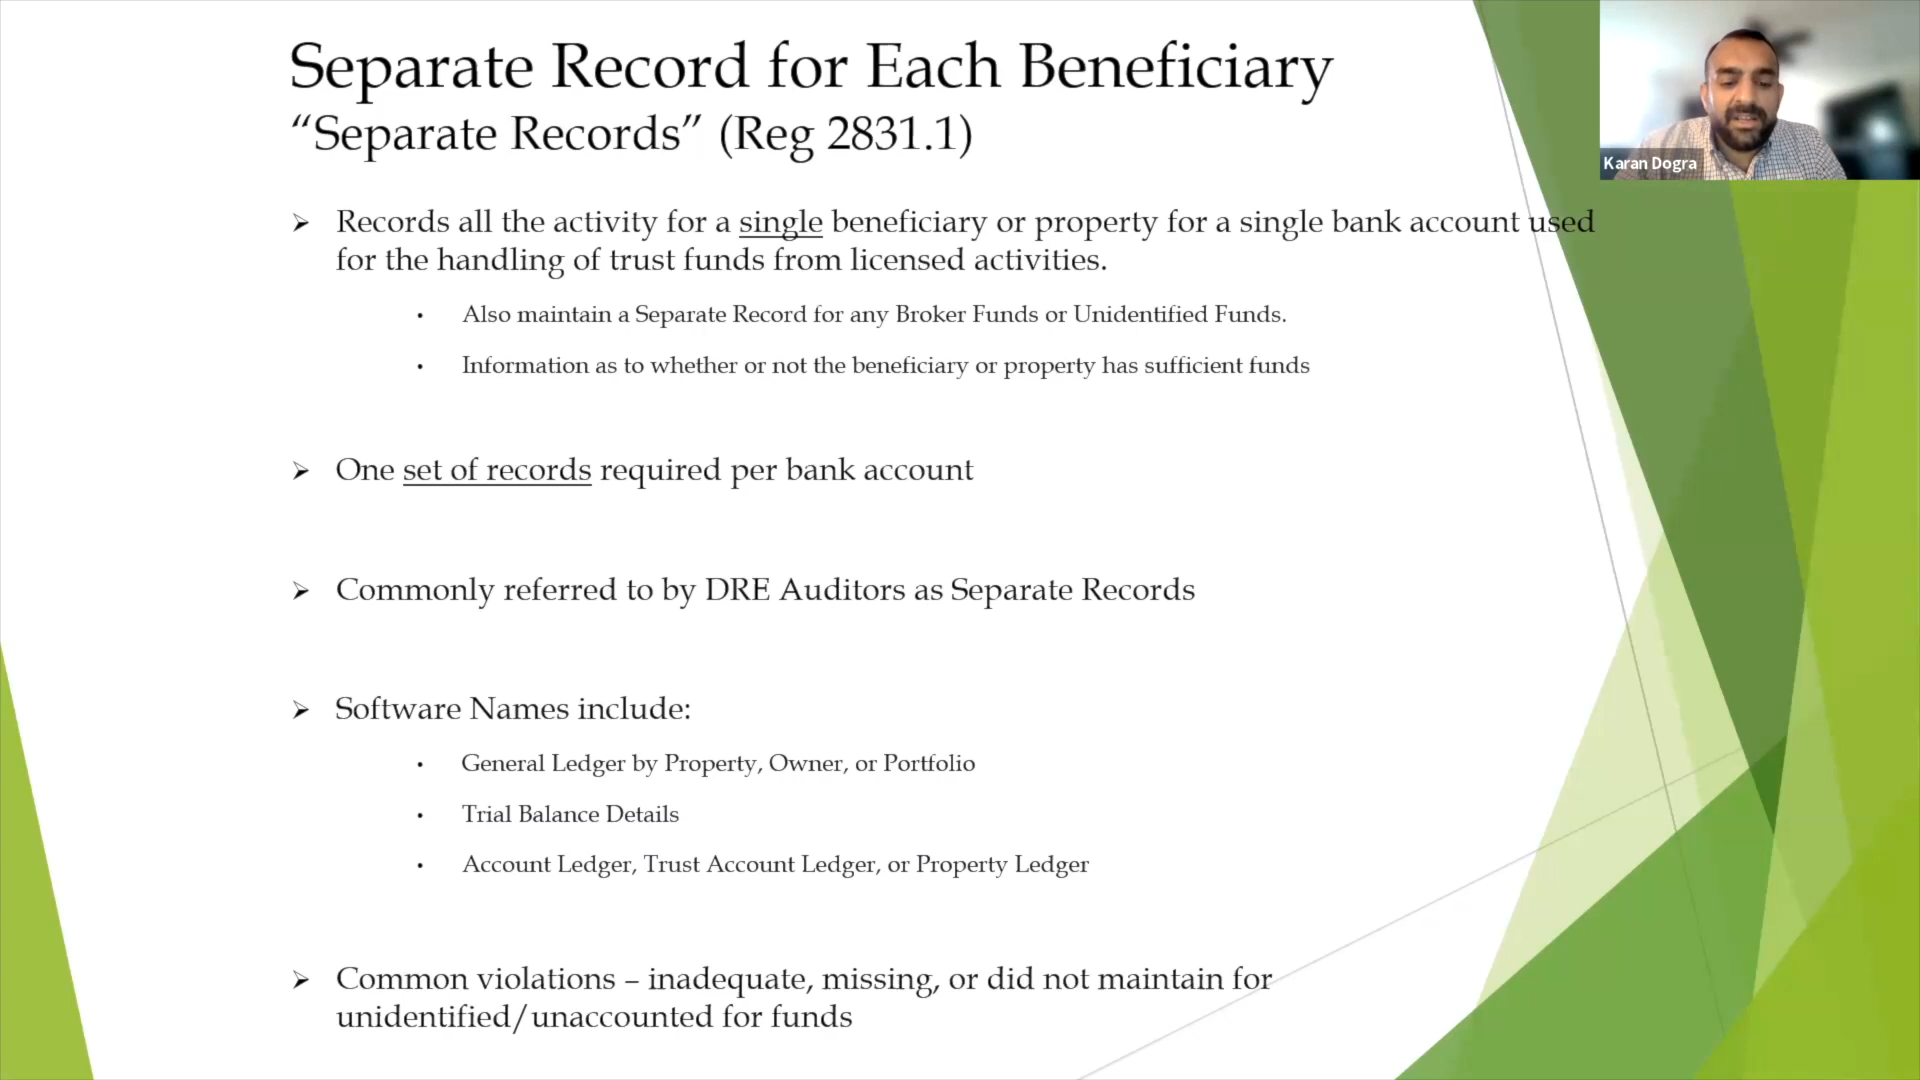 Separate Record for Each Beneficiary
“Separate Records” (Reg 2831.1)
Karan Dogra
➢ Records all the activity for a single beneficiary or property for a single bank account used
for the handling of trust funds from licensed activities.
• Also maintain a Separate Record for any Broker Funds or Unidentified Funds.
• Information as to whether or not the beneficiary or property has sufficient funds
➢ One set of records required per bank account
➢ Commonly referred to by DRE Auditors as Separate Records
➢ Software Names include:
• General Ledger by Property, Owner, or Portfolio
• Trial Balance Details
• Account Ledger, Trust Account Ledger, or Property Ledger
➢ Common violations – inadequate, missing, or did not maintain for
unidentified/unaccounted for funds